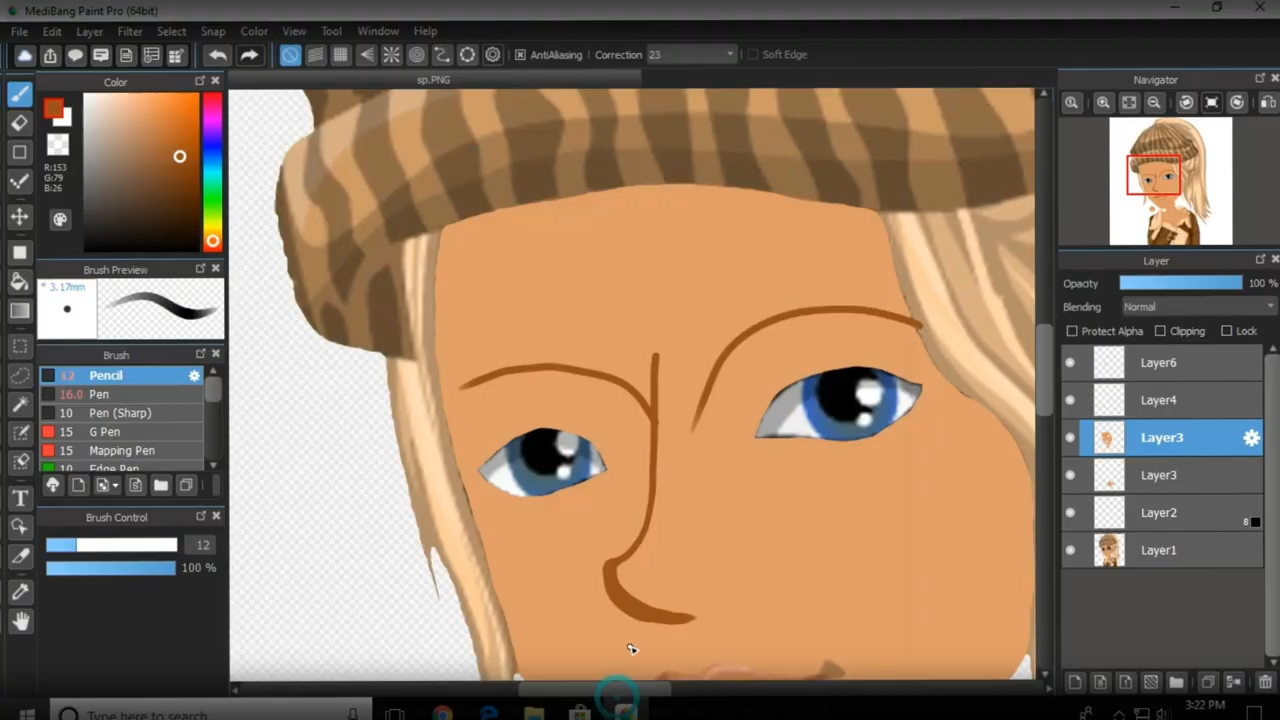 MediBang Paint Pro (64bit)
File Edit Layer Filter Select Snap Color View Tool Window Help
AntiAliasing Correction 23 Soft Edge
Color
sp.PNG
Navigator
R:153
G:79
B:26
Brush Preview
* 3.17mm
Layer
Opacity 100 %
Blending Normal
Protect Alpha Clipping Lock
Brush
12 Pencil
16.0 Pen
10 Pen (Sharp)
15 G Pen
15 Mapping Pen
10 Edge Pen
Layer6
Layer4
Layer3
Layer3
Layer2
8
Layer1
Brush Control
12
100 %
T
Type here to search
3:22 PM